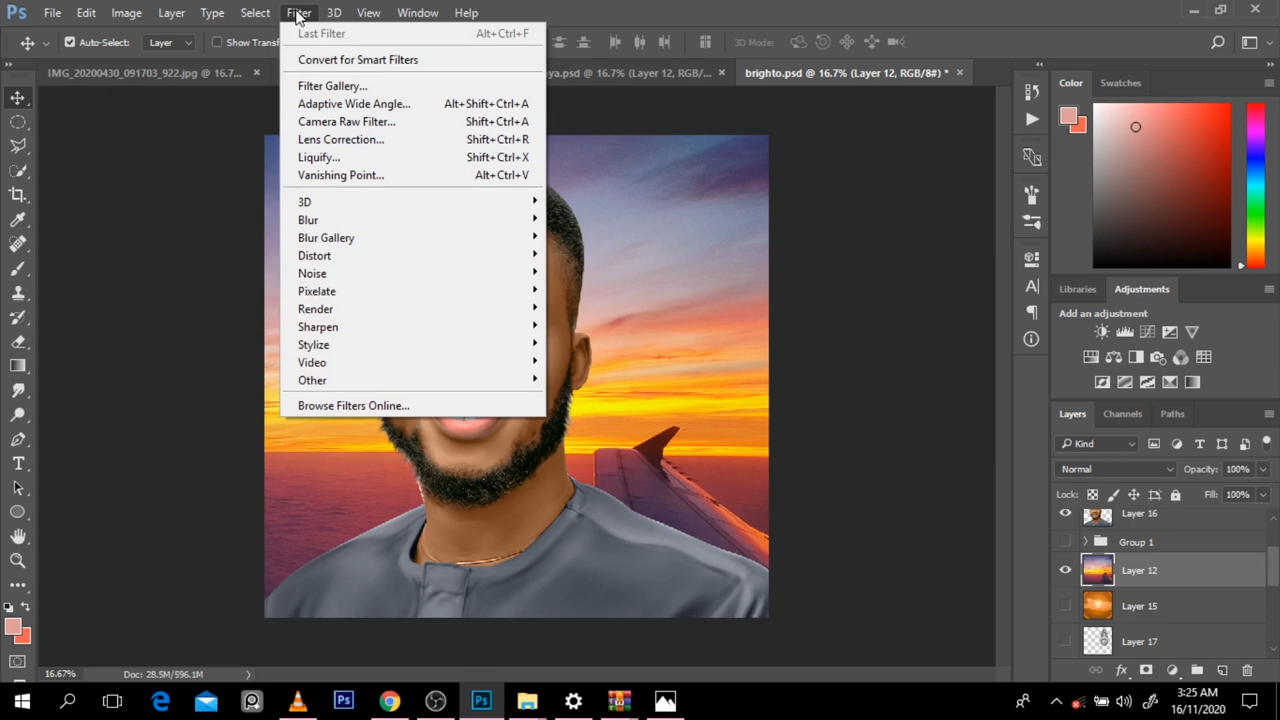 Ps File Edit Image Layer Type Select Filter 3D View Window Help
Auto-Select: Layer Show Transf 3D Mode:
IMG_20200430_091703_922.jpg @ 16.7... aya.psd @ 16.7% (Layer 12, RGB/... brighto.psd @ 16.7% (Layer 12, RGB/8#) *
Last Filter Alt+Ctrl+F
Convert for Smart Filters
Filter Gallery...
Adaptive Wide Angle... Alt+Shift+Ctrl+A
Camera Raw Filter... Shift+Ctrl+A
Lens Correction... Shift+Ctrl+R
Liquify... Shift+Ctrl+X
Vanishing Point... Alt+Ctrl+V
3D
Blur
Blur Gallery
Distort
Noise
Pixelate
Render
Sharpen
Stylize
Video
Other
Browse Filters Online...
Color Swatches
Libraries Adjustments
Add an adjustment
Layers Channels Paths
Kind
Normal Opacity: 100%
Lock: Fill: 100%
Layer 16
Group 1
Layer 12
Layer 15
Layer 17
16.67% Doc: 28.5M/596.1M
3:25 AM
16/11/2020